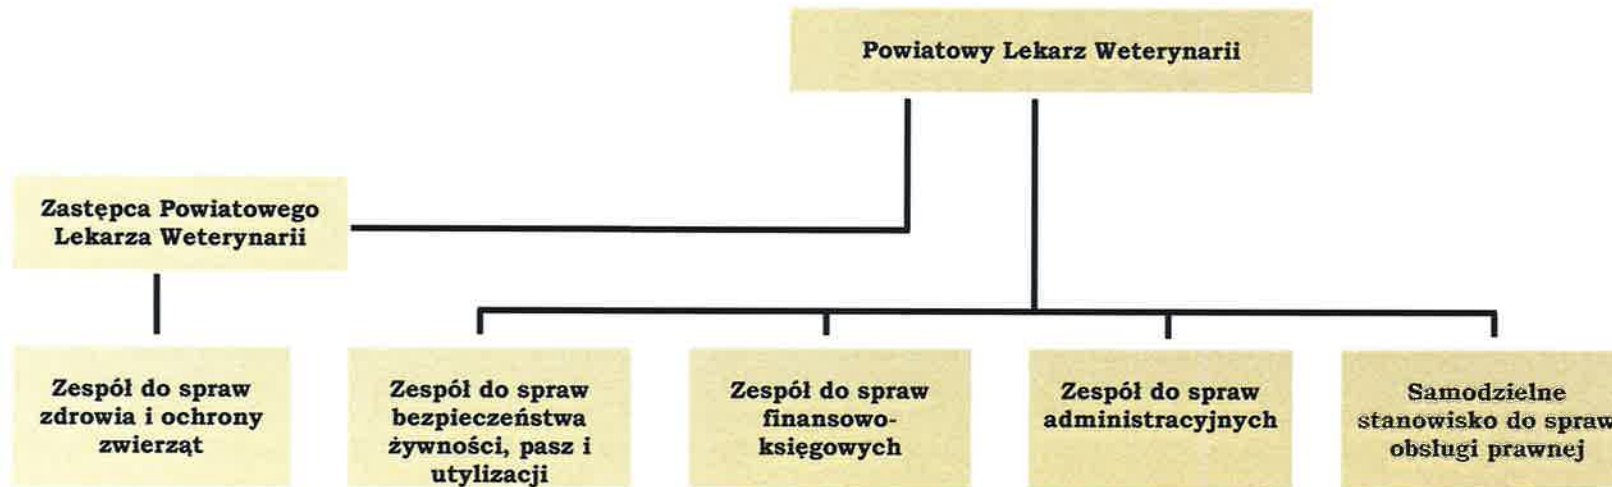 Powiatowy Lekarz Weterynarii
Zastępca Powiatowego
Lekarza Weterynarii
Zespół do spraw
zdrowia i ochrony
zwierząt
Zespół do spraw
bezpieczeństwa
żywności, pasz i
utylizacji
Zespół do spraw
finansowo-
księgowych
Zespół do spraw
administracyjnych
Samodzielne
stanowisko do spraw
obsługi prawnej